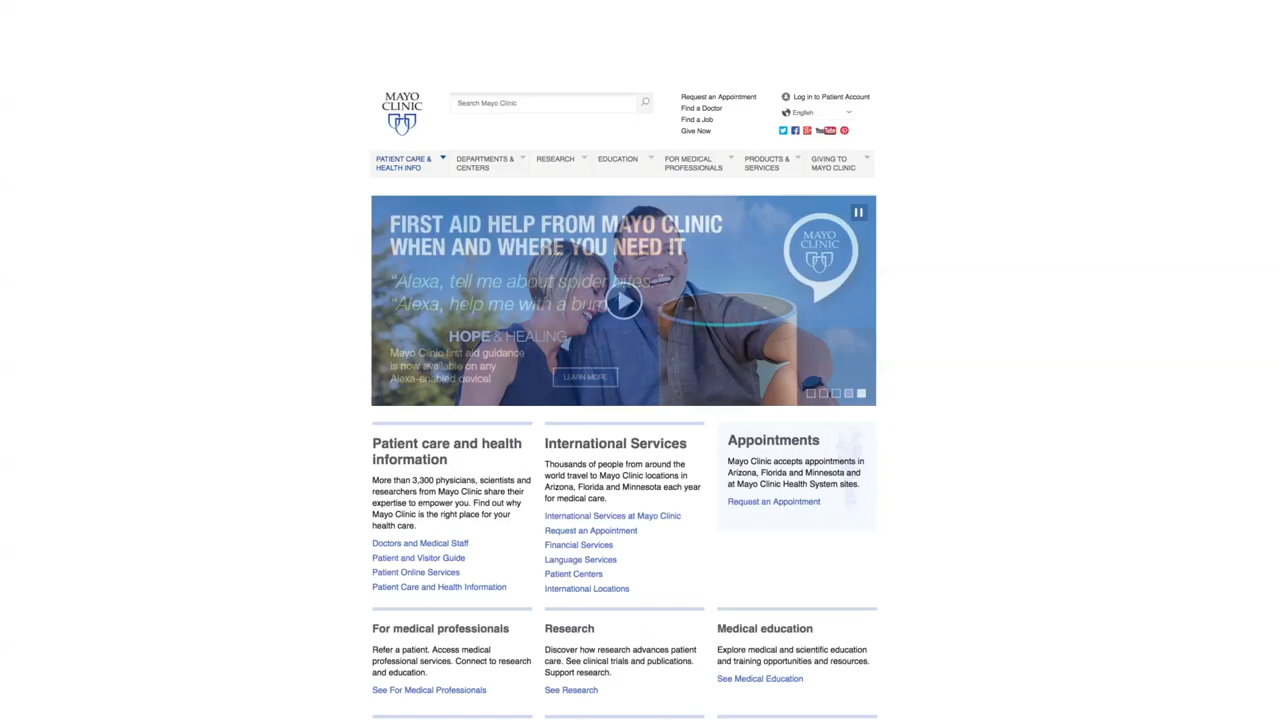 MAYO
CLINIC
Search Mayo Clinic
Request an Appointment
Find a Doctor
Find a Job
Give Now
Log in to Patient Account
English
You Tube
PATIENT CARE &
HEALTH INFO
DEPARTMENTS &
CENTERS
RESEARCH
EDUCATION
FOR MEDICAL
PROFESSIONALS
PRODUCTS &
SERVICES
GIVING TO
MAYO CLINIC
FIRST AID HELP FROM MAYO CLINIC
WHEN AND WHERE YOU NEED IT
“Alexa, tell me about spider bites.”
“Alexa, help me with a burn.”
HOPE & HEALING
Mayo Clinic first aid guidance
is now available on any
Alexa-enabled device!
LEARN MORE
MAYO
CLINIC
Patient care and health
information
More than 3,300 physicians, scientists and
researchers from Mayo Clinic share their
expertise to empower you. Find out why
Mayo Clinic is the right place for your
health care.
Doctors and Medical Staff
Patient and Visitor Guide
Patient Online Services
Patient Care and Health Information
International Services
Thousands of people from around the
world travel to Mayo Clinic locations in
Arizona, Florida and Minnesota each year
for medical care.
International Services at Mayo Clinic
Request an Appointment
Financial Services
Language Services
Patient Centers
International Locations
Appointments
Mayo Clinic accepts appointments in
Arizona, Florida and Minnesota and
at Mayo Clinic Health System sites.
Request an Appointment
For medical professionals
Refer a patient. Access medical
professional services. Connect to research
and education.
See For Medical Professionals
Research
Discover how research advances patient
care. See clinical trials and publications.
Support research.
See Research
Medical education
Explore medical and scientific education
and training opportunities and resources.
See Medical Education